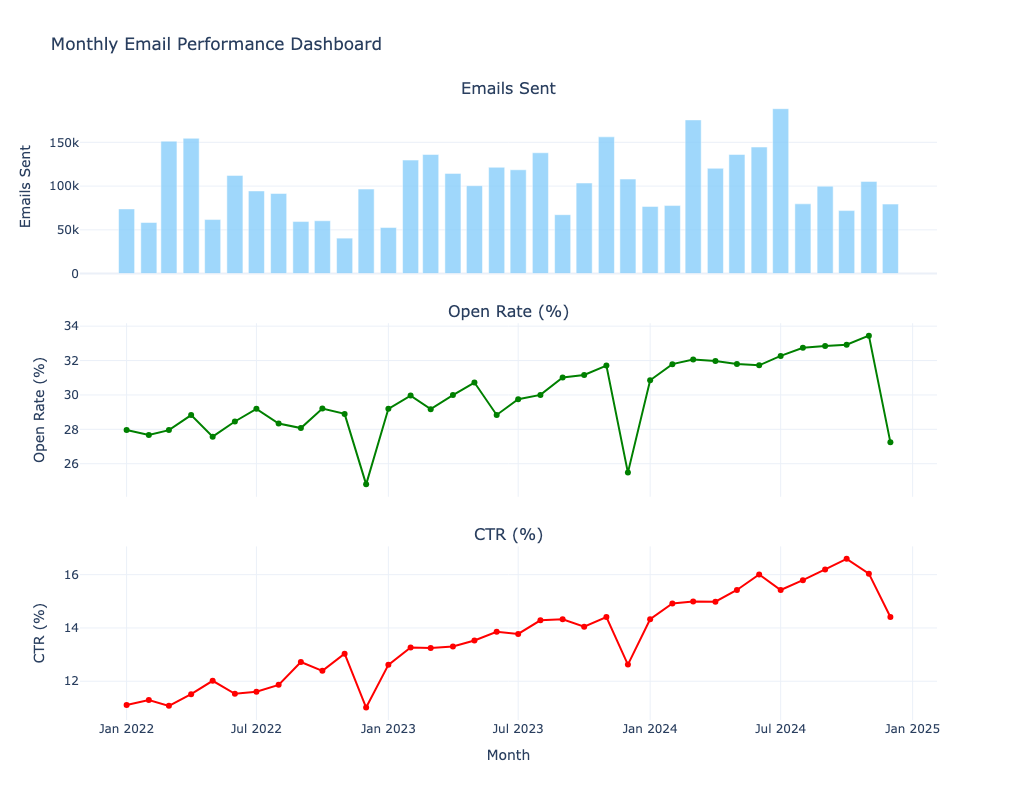 Monthly Email Performance Dashboard
Emails Sent
Emails Sent
150k
100k
50k
0
Open Rate (%)
Open Rate (%)
34
32
30
28
26
CTR (%)
CTR (%)
16
14
12
Jan 2022 Jul 2022 Jan 2023 Jul 2023 Jan 2024 Jul 2024 Jan 2025
Month